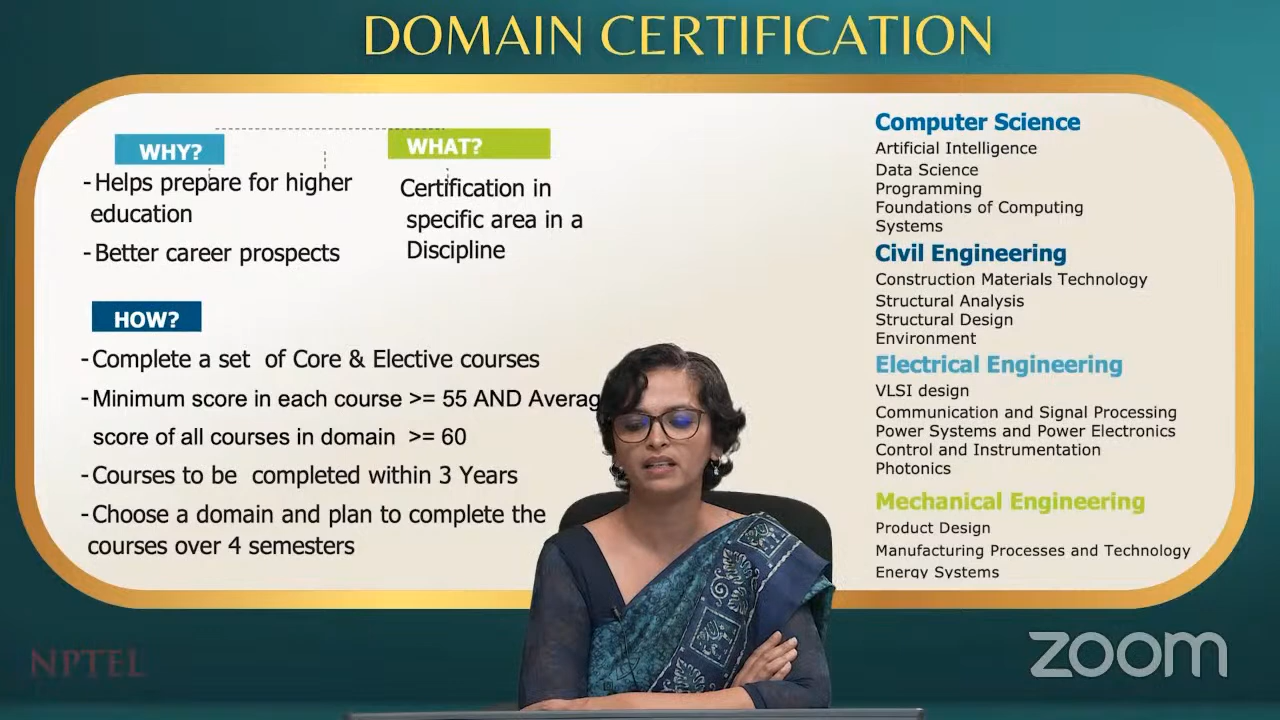 DOMAIN CERTIFICATION
WHY?
-Helps prepare for higher
education
-Better career prospects
WHAT?
Certification in
specific area in a
Discipline
HOW?
-Complete a set of Core & Elective courses
-Minimum score in each course >= 55 AND
score of all courses in domain >= 60
-Courses to be completed within 3 Years
-Choose a domain and plan to complete the
courses over 4 semesters
Computer Science
Artificial Intelligence
Data Science
Programming
Foundations of Computing
Systems
Civil Engineering
Construction Materials Technology
Structural Analysis
Structural Design
Environment
Electrical Engineering
VLSI design
Communication and Signal Processing
Power Systems and Power Electronics
Control and Instrumentation
Photonics
Mechanical Engineering
Product Design
Manufacturing Processes and Technology
Energy Systems
NPTEL
zoom